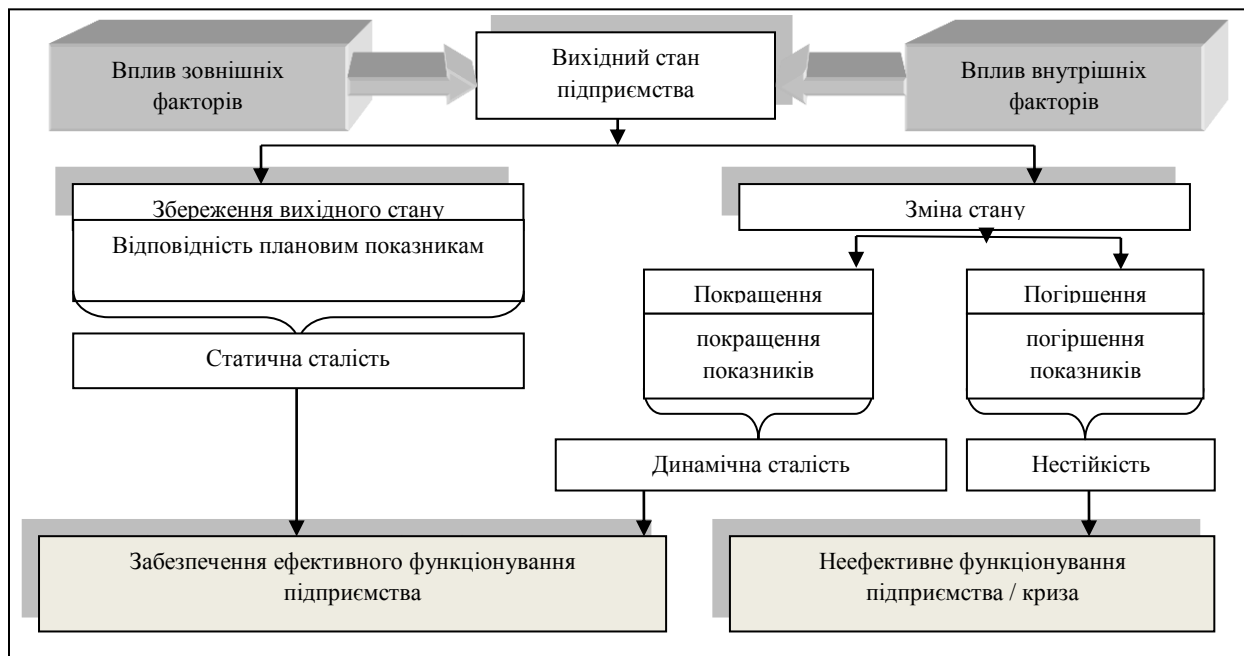 Вплив зовнішніх
факторів
Вихідний стан
підприємства
Вплив внутрішніх
факторів
Збереження вихідного стану
Відповідність плановим показникам
Статична сталість
Зміна стану
Покращення
покращення
показників
Погіршення
погіршення
показників
Динамічна сталість
Нестійкість
Забезпечення ефективного функціонування
підприємства
Неефективне функціонування
підприємства / криза